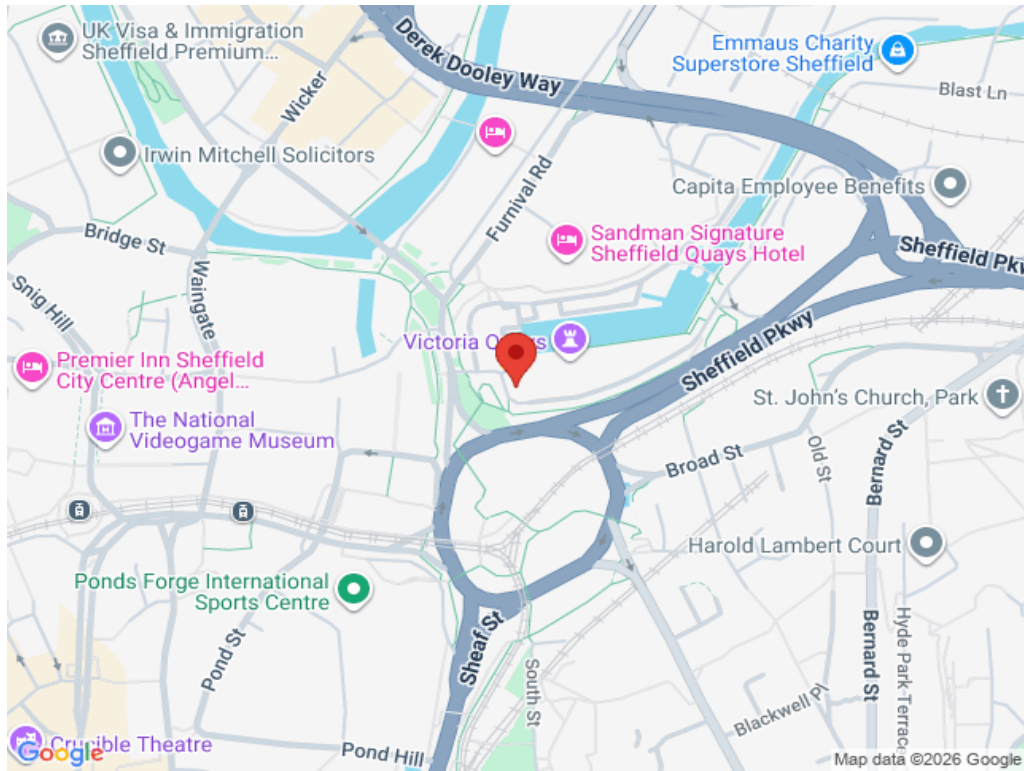 UK Visa & Immigration
Sheffield Premium...
Derek Dooley Way
Emmaus Charity
Superstore Sheffield
Wicker
Blast Ln
Irwin Mitchell Solicitors
Furnival Rd
Capita Employee Benefits
Bridge St
Sandman Signature
Sheffield Quays Hotel
Sheffield Pkw
Waingate
Snig Hill
Victoria Q
ys
Sheffield Pkwy
Premier Inn Sheffield
City Centre (Angel...
St. John's Church, Park
The National
Videogame Museum
Broad St
Old St
Bernard St
Harold Lambert Court
Ponds Forge International
Sports Centre
Pond St
Sheaf St
South St
Bernard St
Hyde Park Terrace
Blackwell Pl
Crucible Theatre
Google
Pond Hill
Map data ©2026 Google